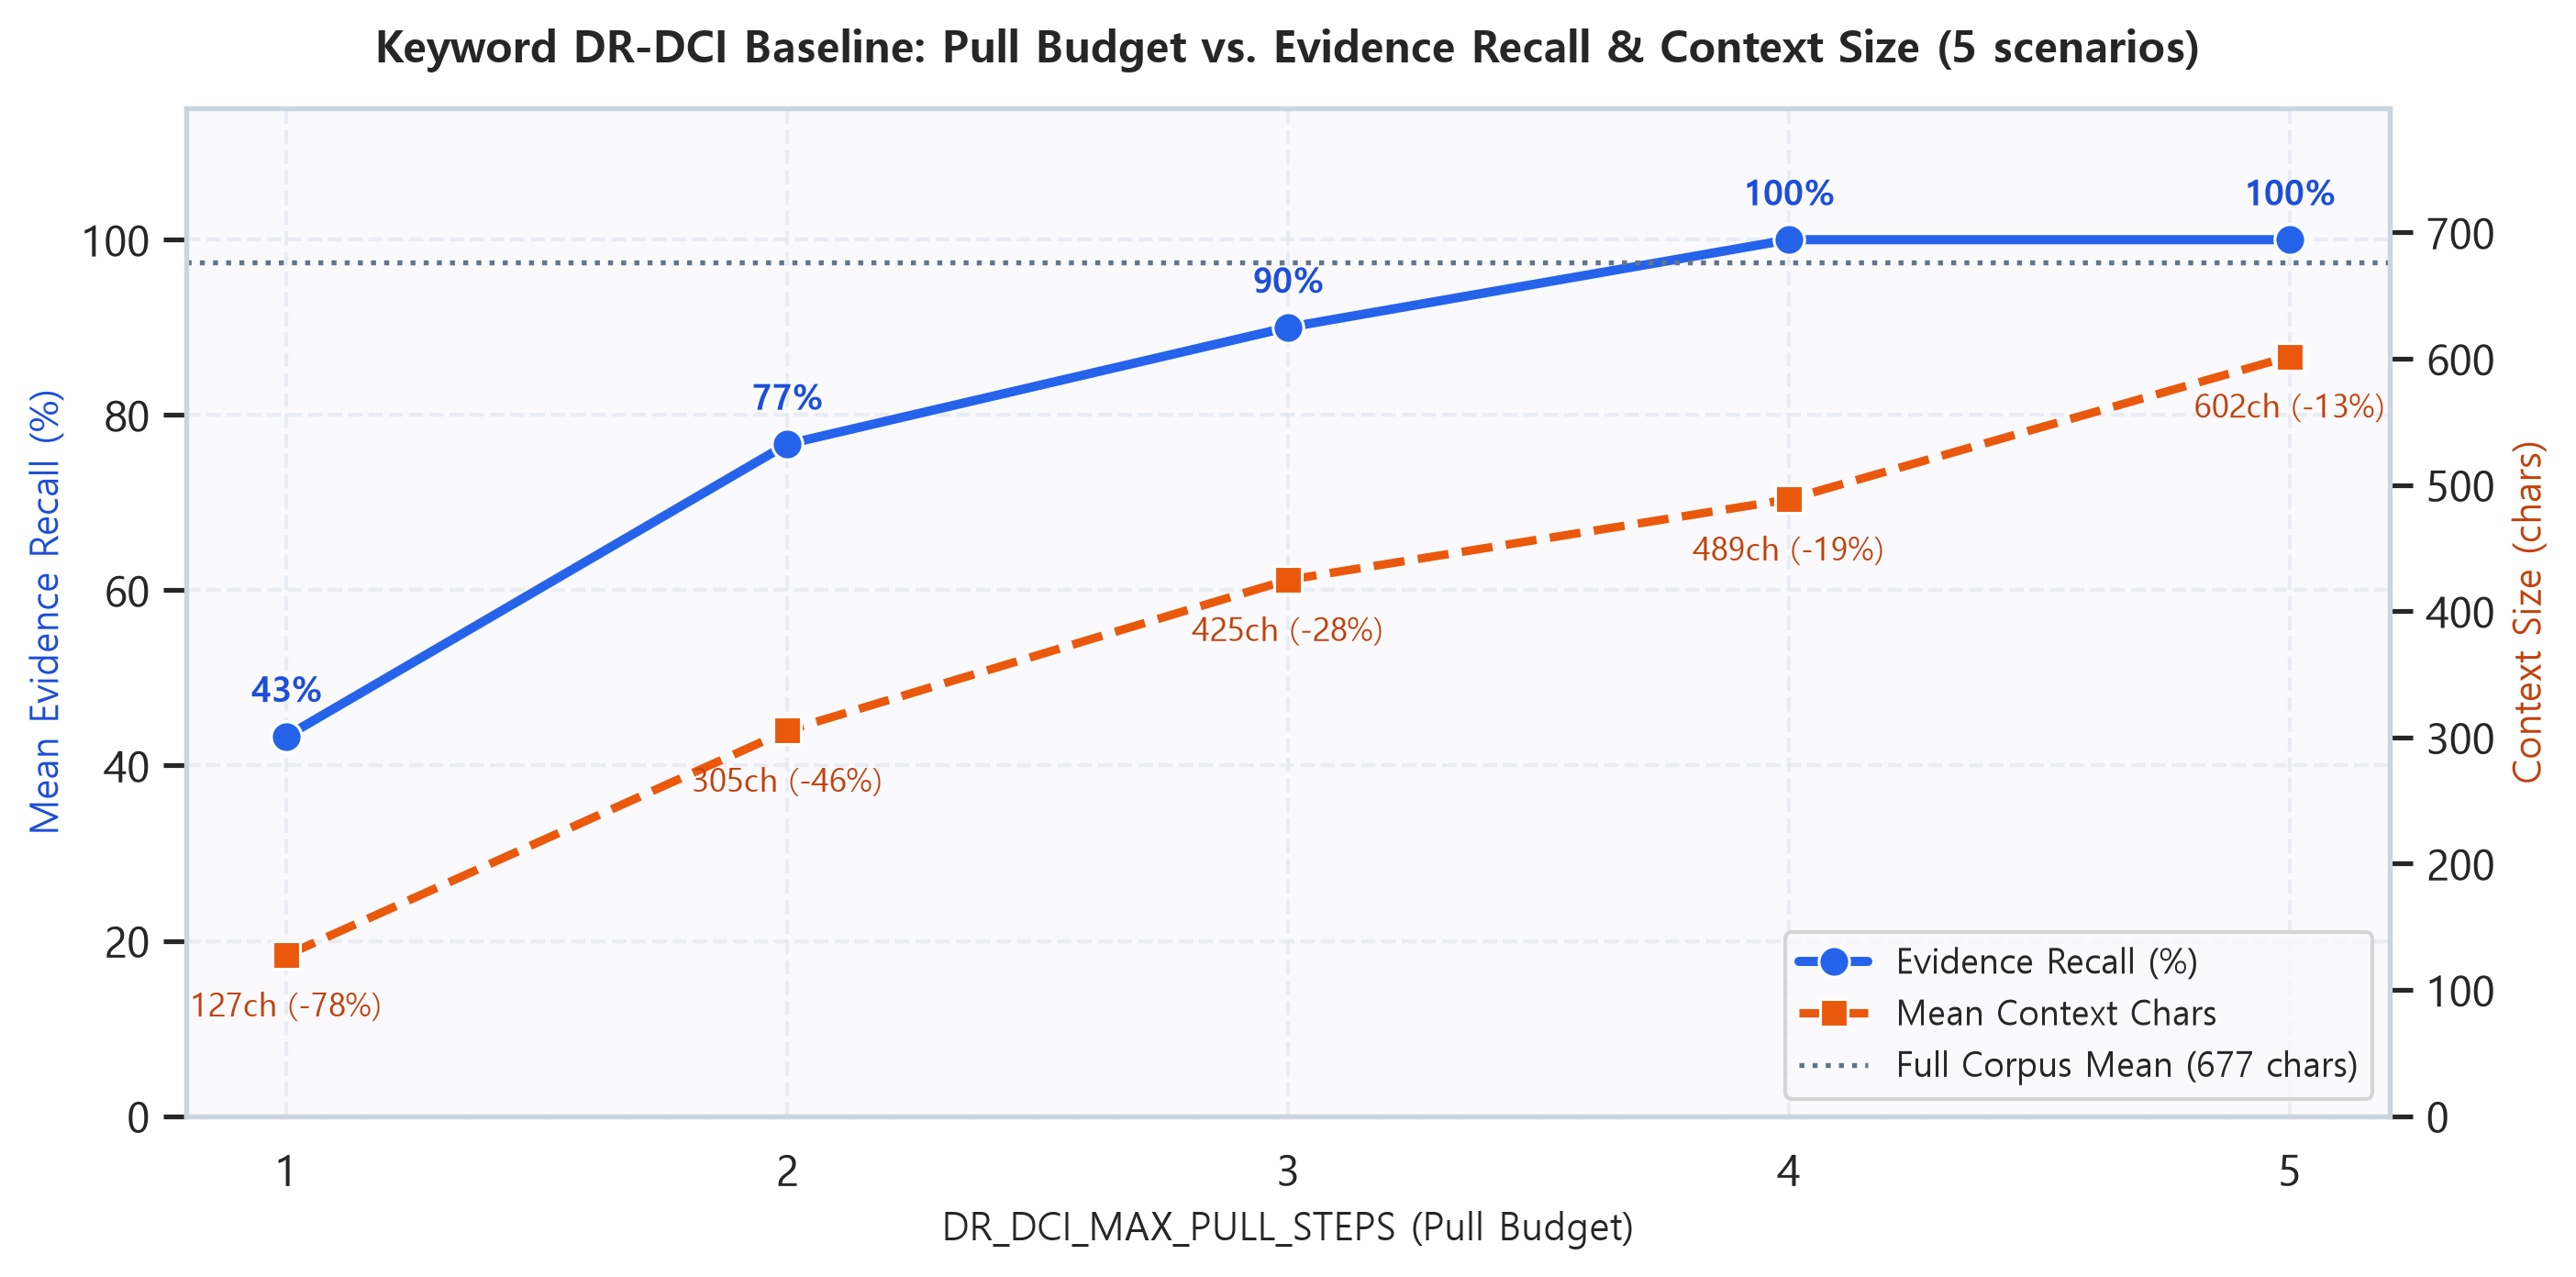 Keyword DR-DCI Baseline: Pull Budget vs. Evidence Recall & Context Size (5 scenarios)
Mean Evidence Recall (%)
100
80
60
40
20
0
43%
77%
90%
100%
100%
127ch (-78%)
305ch (-46%)
425ch (-28%)
489ch (-19%)
602ch (-13%)
700
600
500
400
300
200
100
0
Context Size (chars)
Evidence Recall (%)
Mean Context Chars
Full Corpus Mean (677 chars)
1 2 3 4 5
DR_DCI_MAX_PULL_STEPS (Pull Budget)